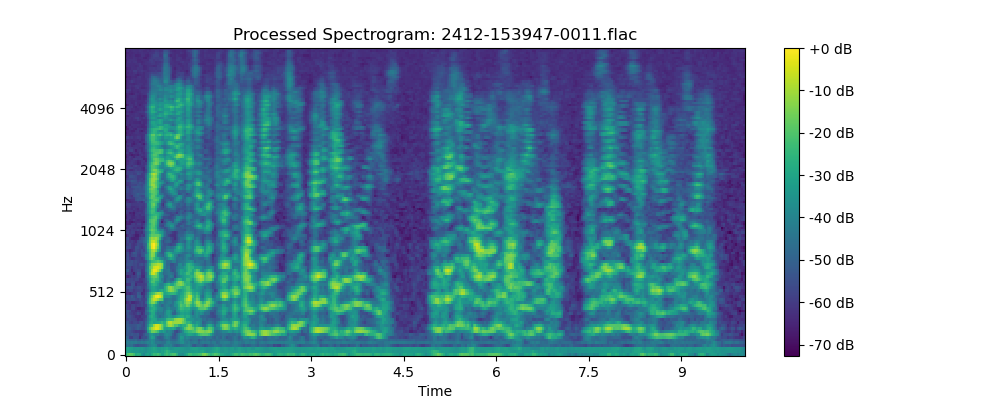 Processed Spectrogram: 2412-153947-0011.flac
Hz
4096
2048
1024
512
0
0 1.5 3 4.5 6 7.5 9
Time
+0 dB
-10 dB
-20 dB
-30 dB
-40 dB
-50 dB
-60 dB
-70 dB